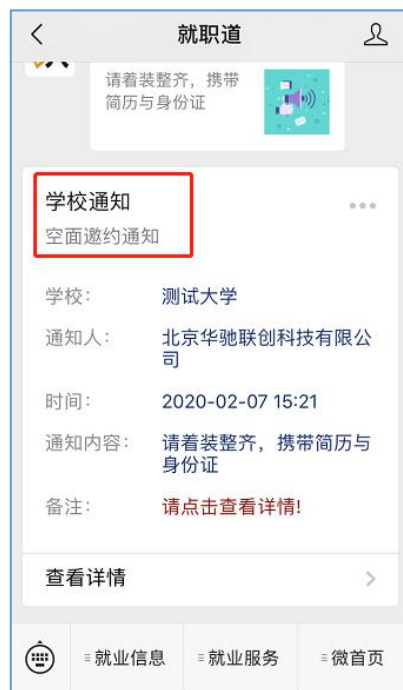 就职道
请着装整齐，携带
简历与身份证
学校通知
空面邀约通知
学校：
测试大学
通知人：
北京华驰联创科技有限公
司
时间：
2020-02-07 15:21
通知内容：
请着装整齐，携带简历与
身份证
备注：
请点击查看详情!
查看详情
就业信息
就业服务
微首页